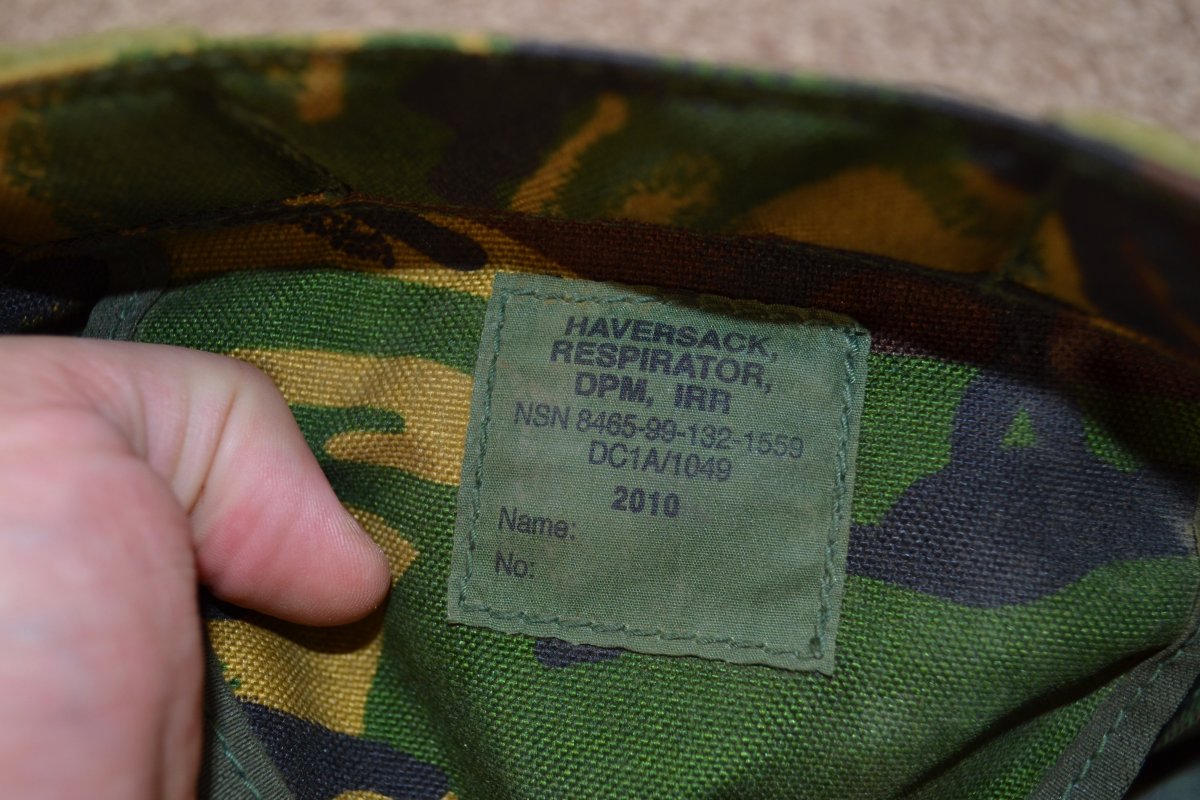 HAVERSACK,
RESPIRATOR,
DPM, IRR
NSN 8465-99-132-1559
DC1A/1049
2010
Name:
No: